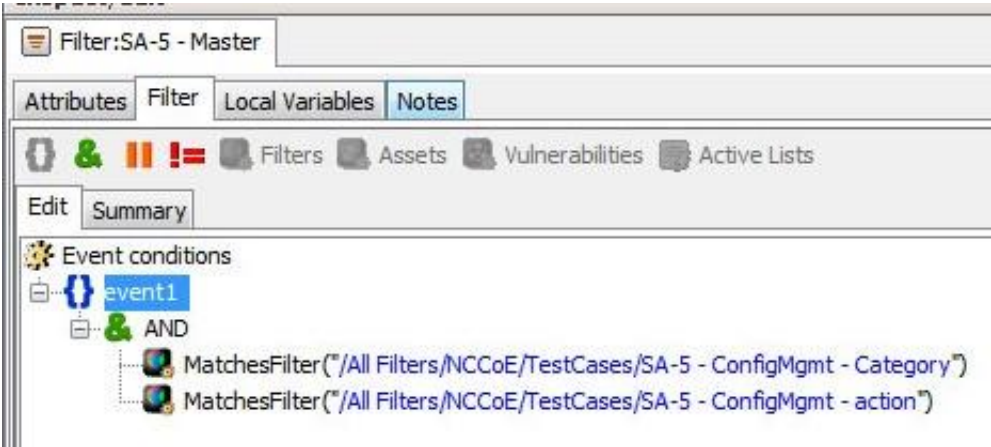 Filter:SA-5 - Master
Attributes Filter Local Variables Notes
{} & || != Filters Assets Vulnerabilities Active Lists
Edit Summary
Event conditions
{} event1
& AND
MatchesFilter("/All Filters/NCCoE/TestCases/SA-5 - ConfigMgmt - Category")
MatchesFilter("/All Filters/NCCoE/TestCases/SA-5 - ConfigMgmt - action")